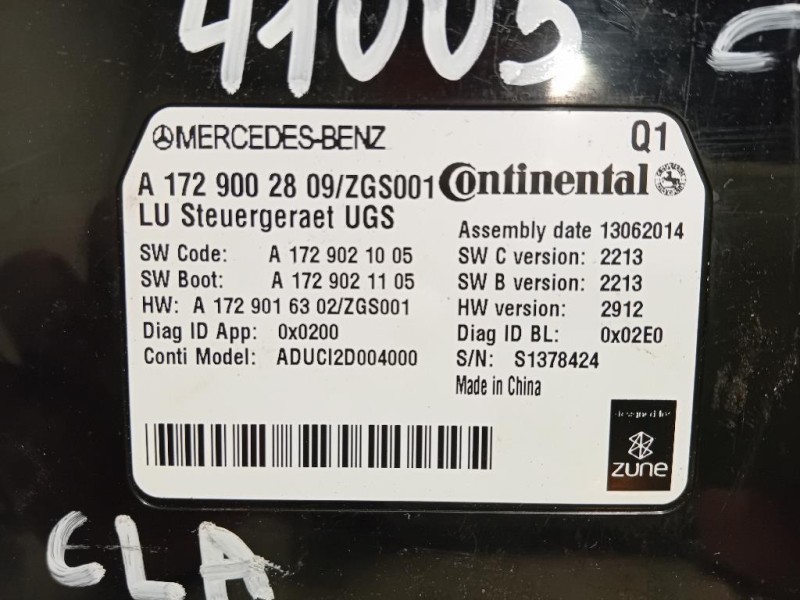 41005
MERCEDES-BENZ
Q1
A 172 900 28 09/ZGS001
Continental
LU Steuergeraet UGS
Assembly date 13062014
SW Code: A 172 902 10 05
SW C version: 2213
SW Boot: A 172 902 11 05
SW B version: 2213
HW: A 172 901 63 02/ZGS001
HW version: 2912
Diag ID App: 0x0200
Diag ID BL: 0x02E0
Conti Model: ADUCI2D004000
S/N: S1378424
Made in China
designed for
zune
CLA